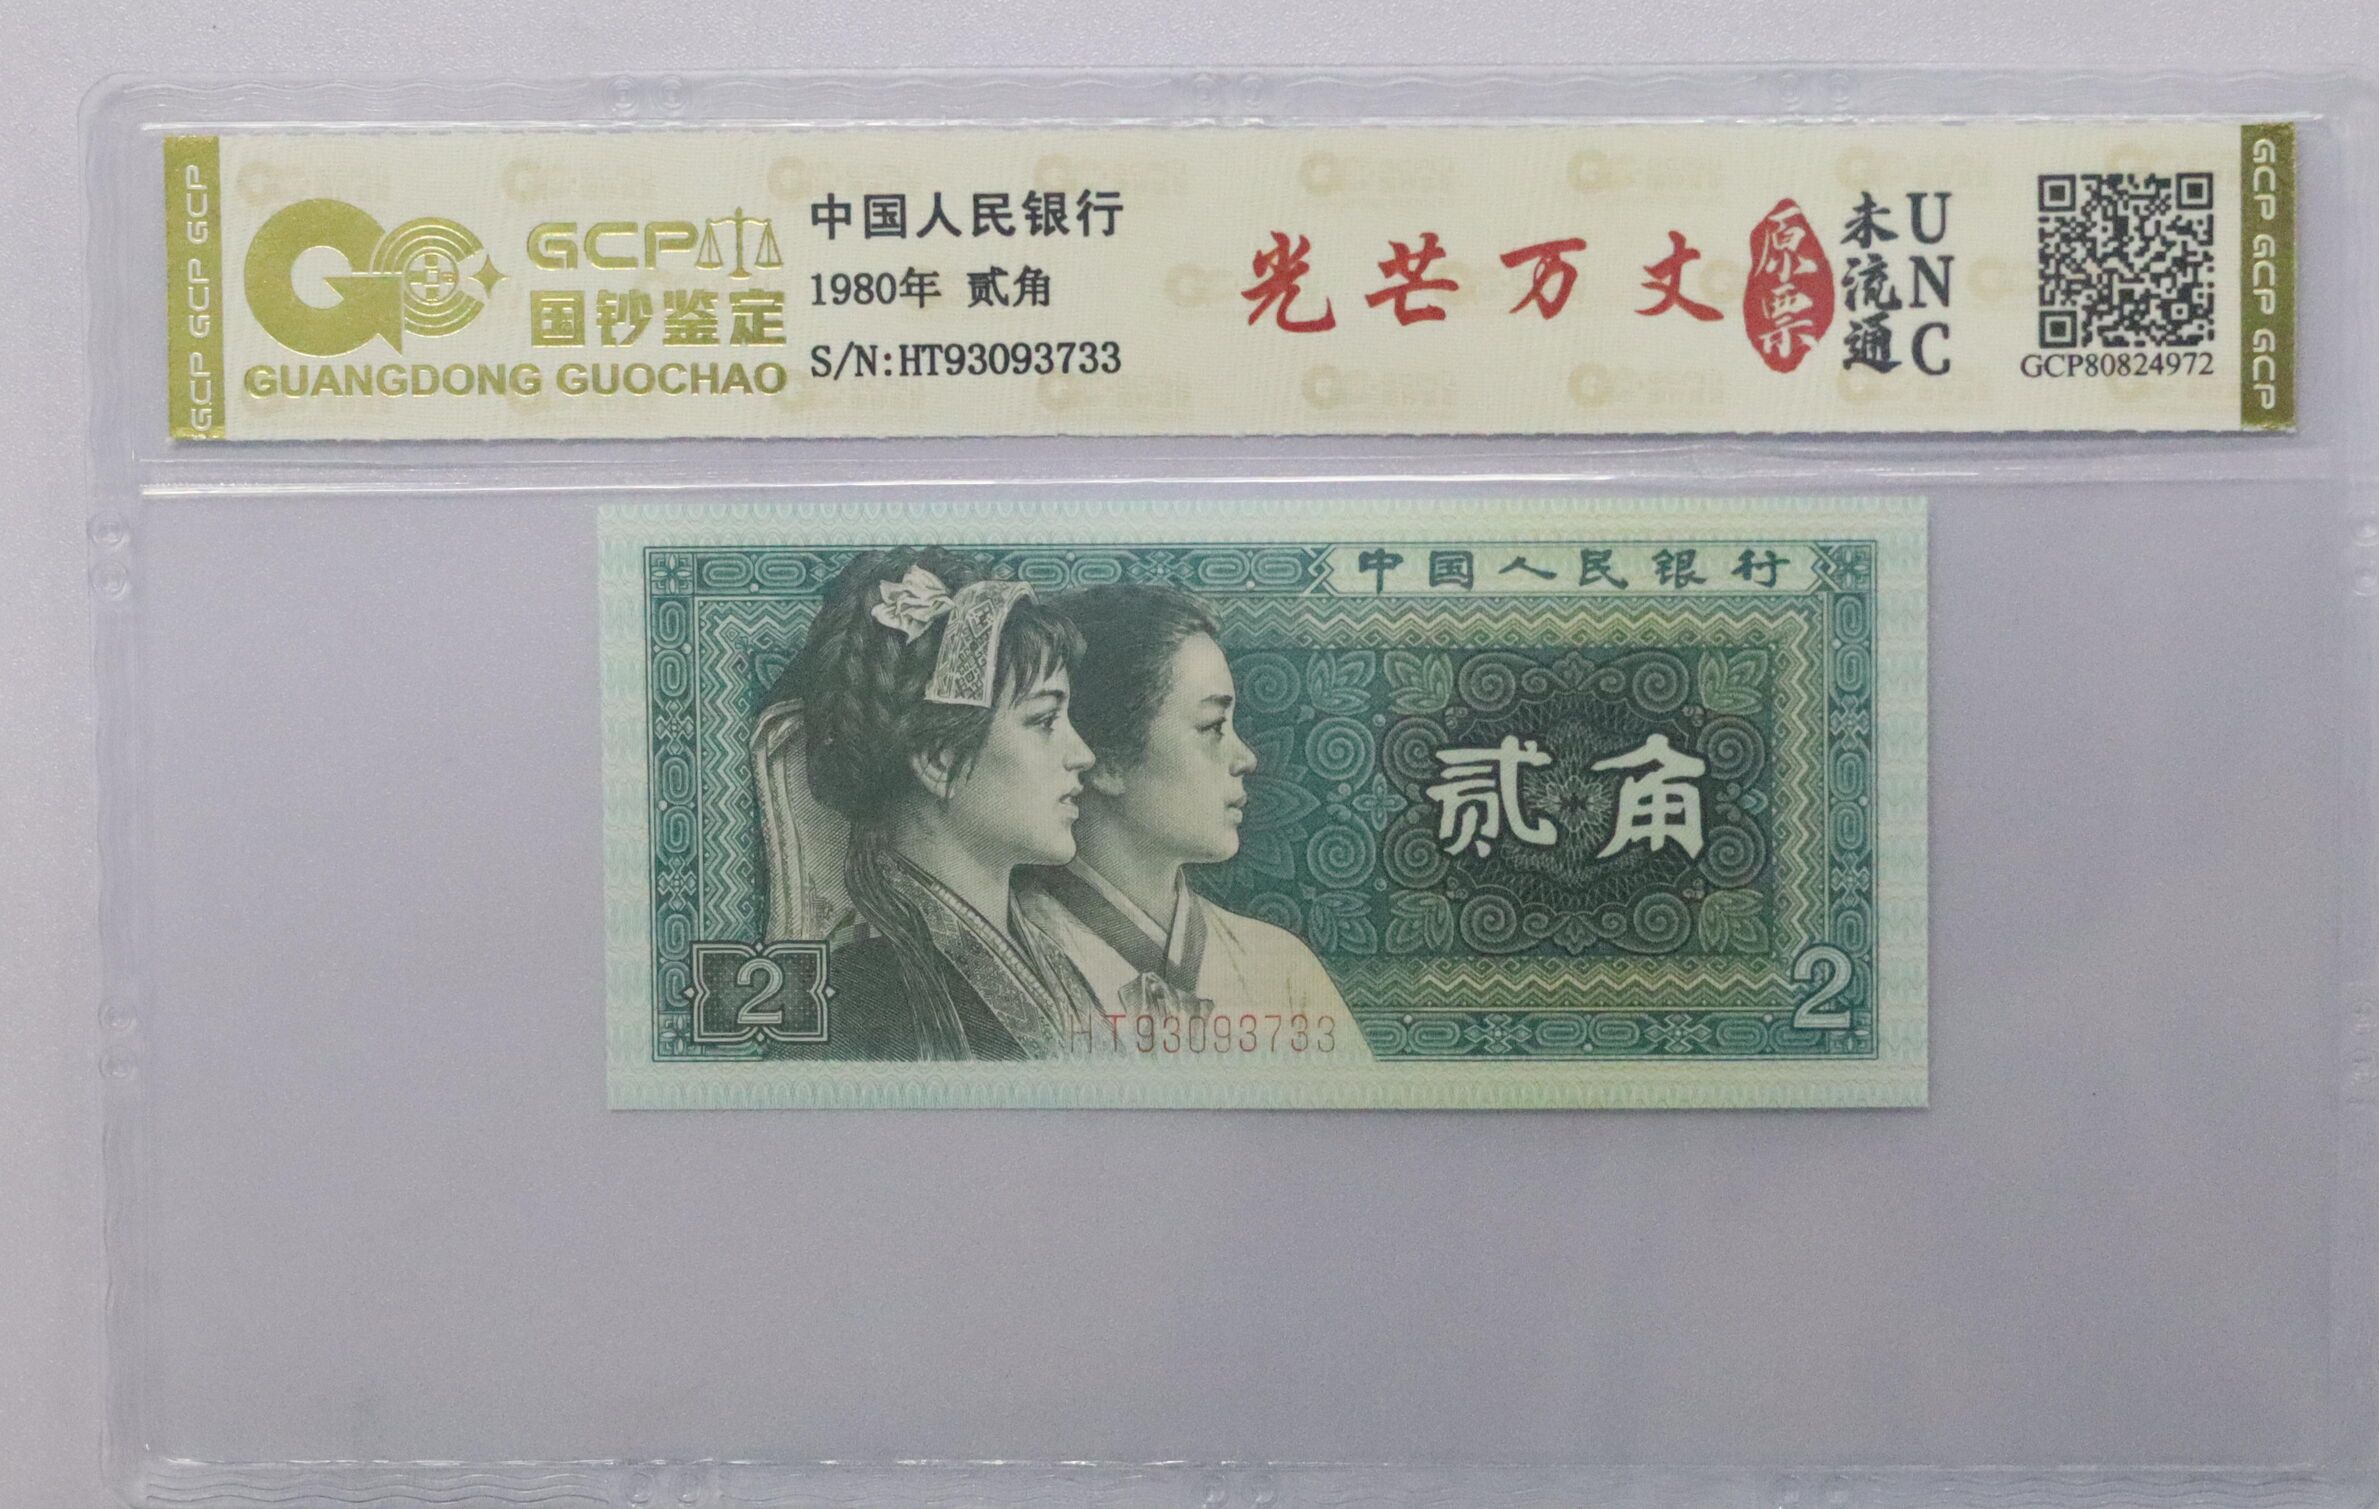 GCP GCP GCP
GCP
国钞鉴定
GUANGDONG GUOCHAO
中国人民银行
1980年 贰角
S/N:HT93093733
光芒万丈
原票
未流通
UNC
GCP80824972
GCP GCP GCP
中国人民银行
贰角
2
2
HT93093733